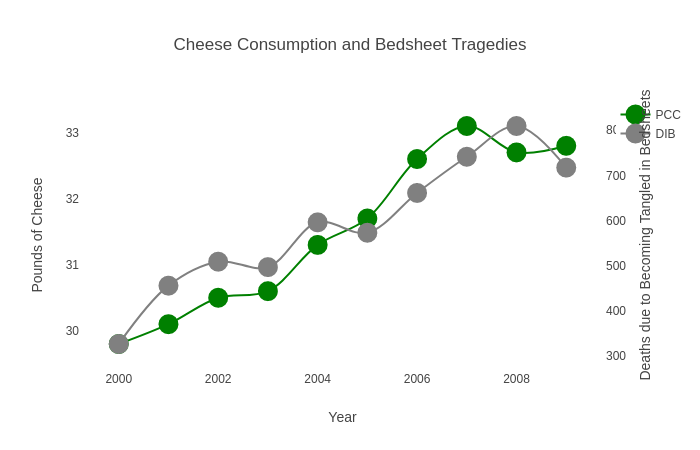 Cheese Consumption and Bedsheet Tragedies
PCC
DIB
33
32
31
30
Pounds of Cheese
700
600
500
400
300
Deaths due to Becoming Tangled in Bedsheets
2000
2002
2004
2006
2008
Year